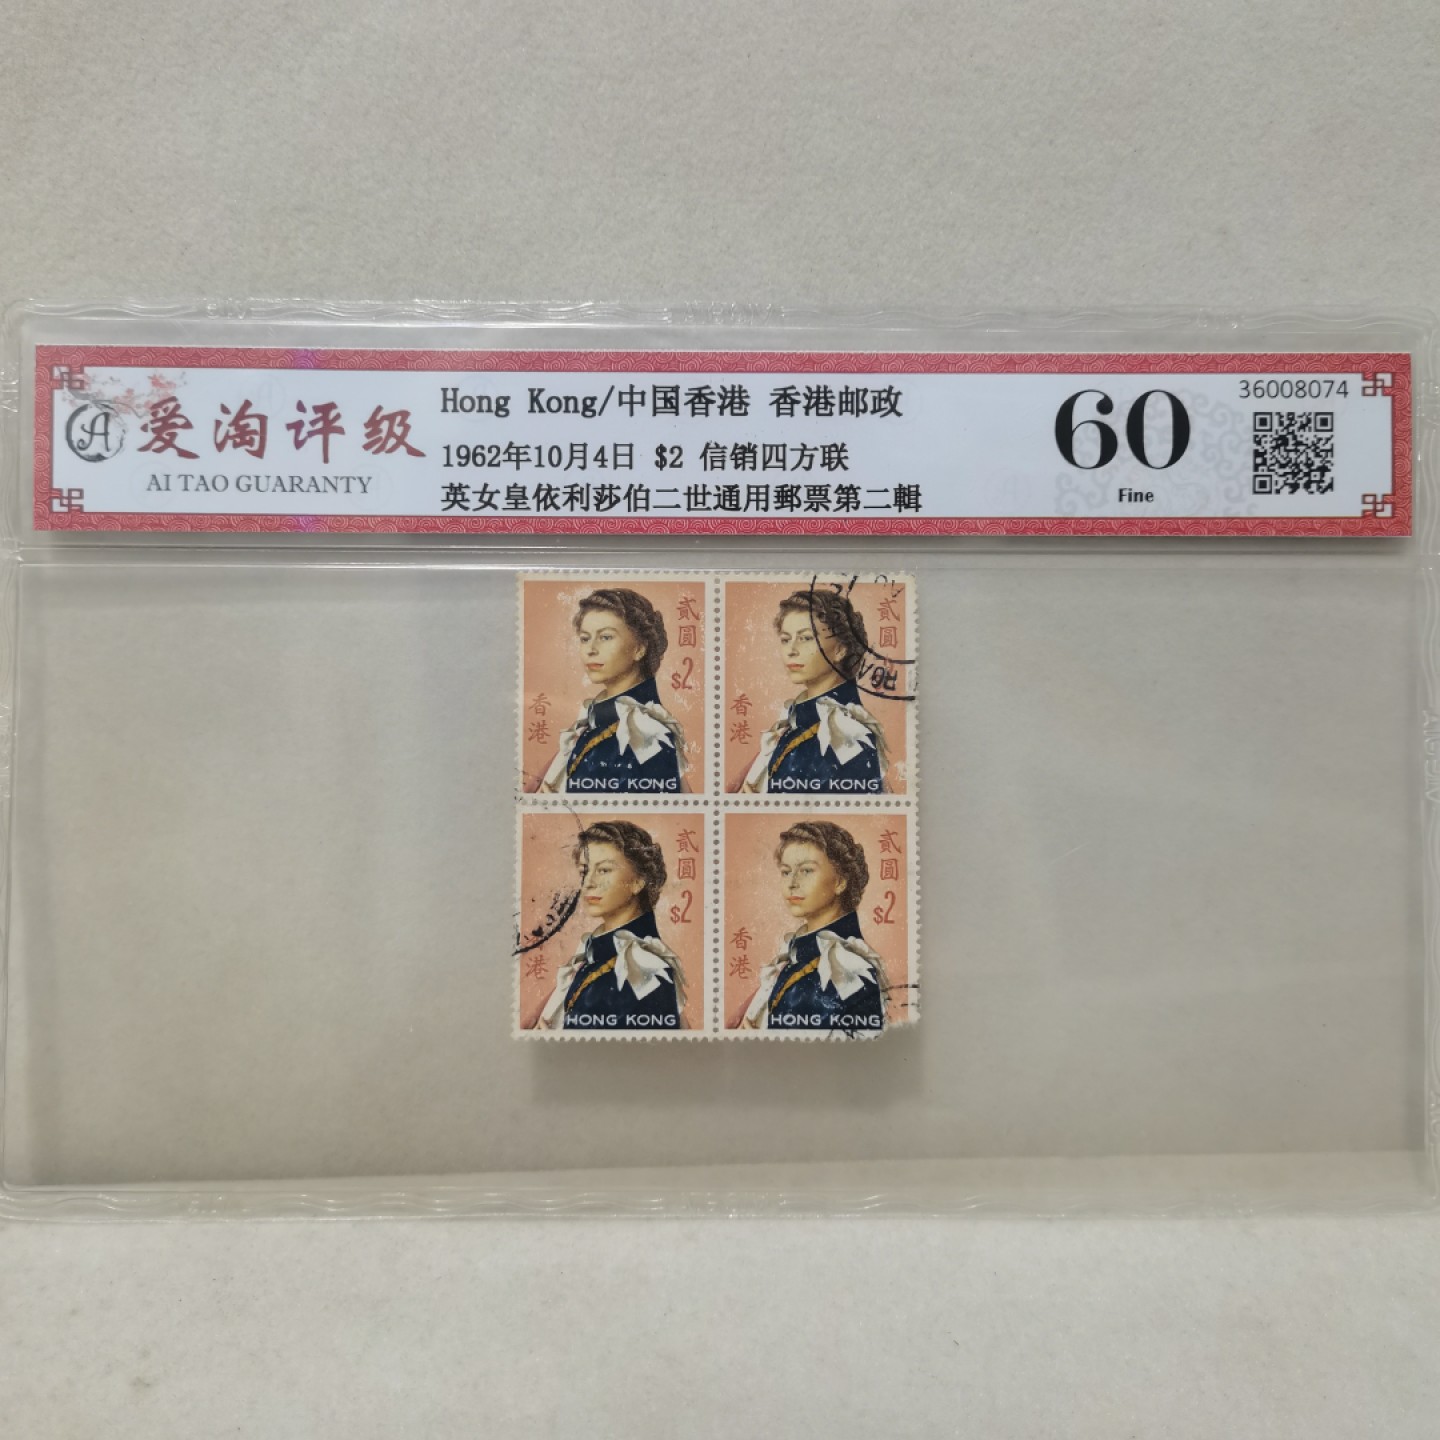 爱淘评级
AI TAO GUARANTY
Hong Kong/中国香港 香港邮政
1962年10月4日 $2 信销四方联
英女皇依利莎伯二世通用郵票第二輯
60
Fine
36008074
貳圓
$2
香港
HONG KONG
貳圓
香港
HONG KONG
ROAD
貳圓
$2
港
HONG KONG
貳圓
$2
香港
HONG KONG